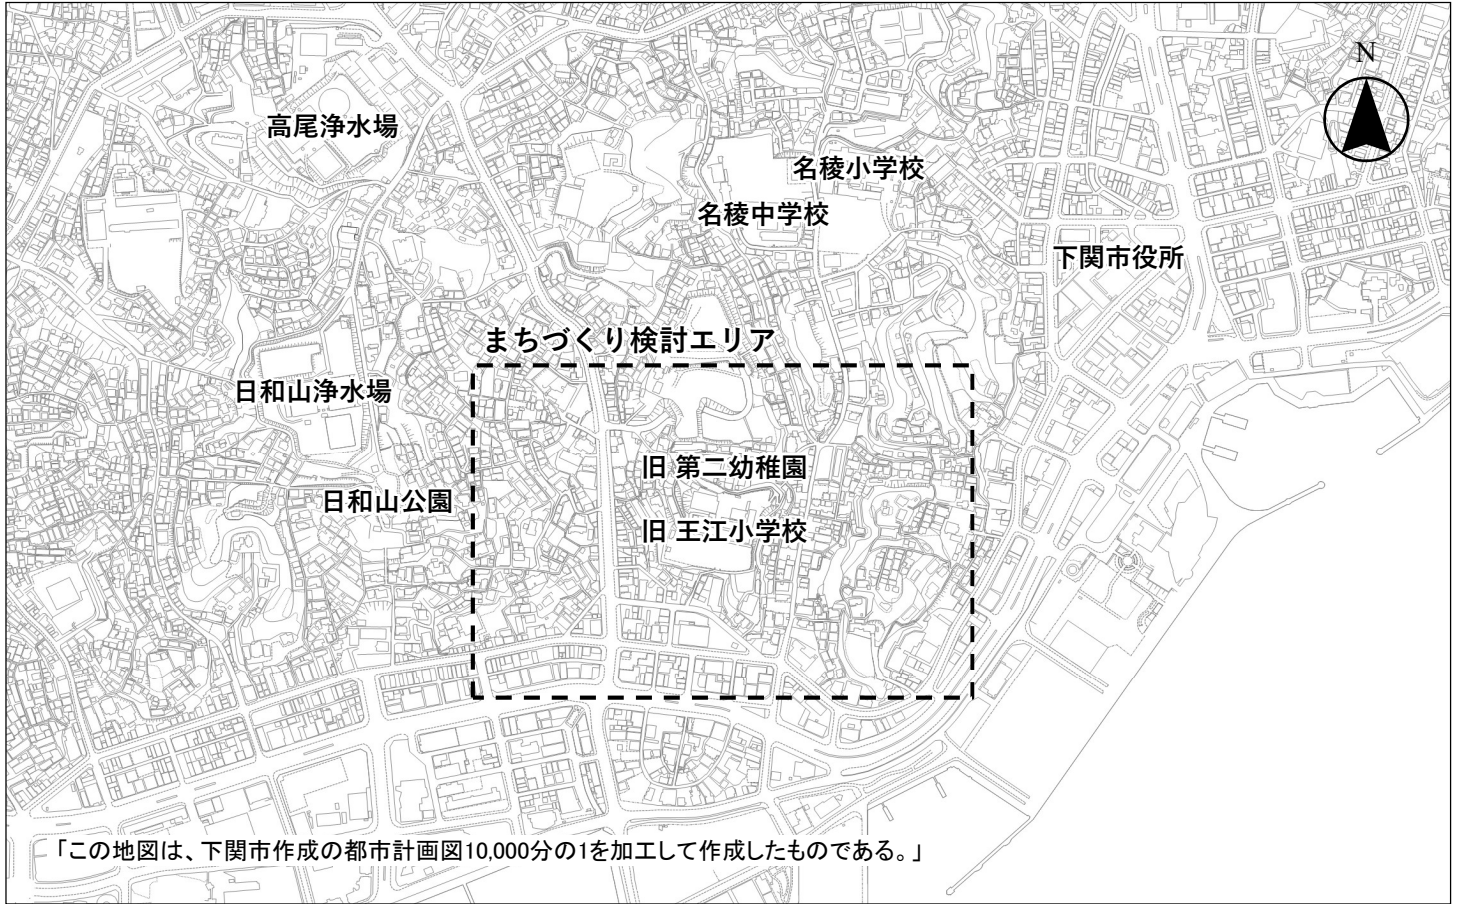 N
高尾浄水場
名稜小学校
名稜中学校
下関市役所
まちづくり検討エリア
日和山浄水場
旧 第二幼稚園
日和山公園
旧 王江小学校
「この地図は、下関市作成の都市計画図10,000分の1を加工して作成したものである。」